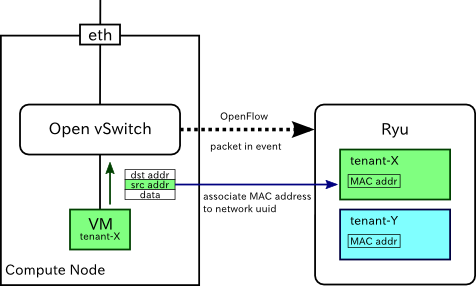 eth
Open vSwitch
OpenFlow
packet in event
Ryu
tenant-X
MAC addr
dst addr
src addr
data
associate MAC address
to network uuid
VM
tenant-X
tenant-Y
MAC addr
Compute Node